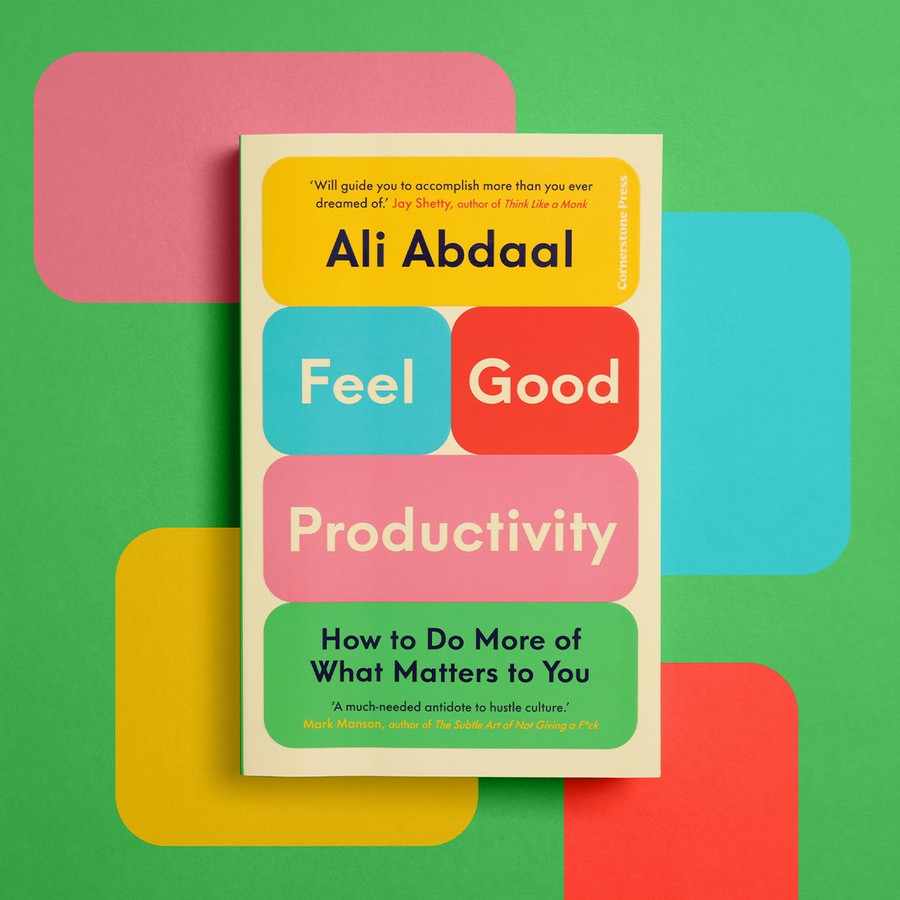 ‘Will guide you to accomplish more than you ever
dreamed of.’ Jay Shetty, author of Think Like a Monk
Cornerstone Press
Ali Abdaal
Feel Good
Productivity
How to Do More of
What Matters to You
‘A much-needed antidote to hustle culture.’
Mark Manson, author of The Subtle Art of Not Giving a F*ck